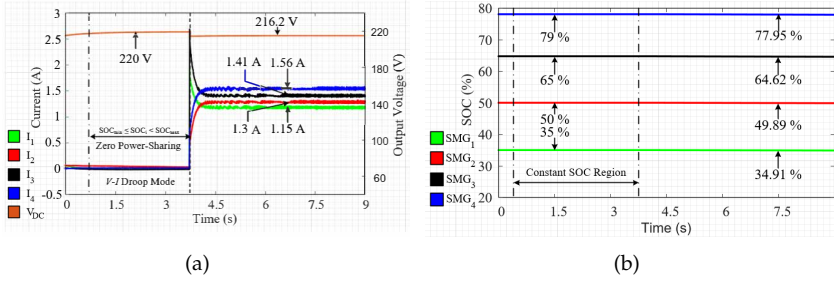 3
2.5
2
1.5
1
0.5
0
-0.5
Current (A)
220
180
140
100
60
Output Voltage (V)
216.2 V
220 V
1.41 A
1.56 A
1.3 A
1.15 A
SOCmin ≤ SOCi < SOCmax
Zero Power-Sharing
V-I Droop Mode
I1
I2
I3
I4
VDC
0
1.5
3
4.5
6
7.5
9
Time (s)
(a)
80
70
60
50
40
30
20
SOC (%)
79 %
77.95 %
65 %
64.62 %
50 %
35 %
49.89 %
34.91 %
Constant SOC Region
SMG1
SMG2
SMG3
SMG4
0
1.5
3
4.5
6
7.5
Time (s)
(b)